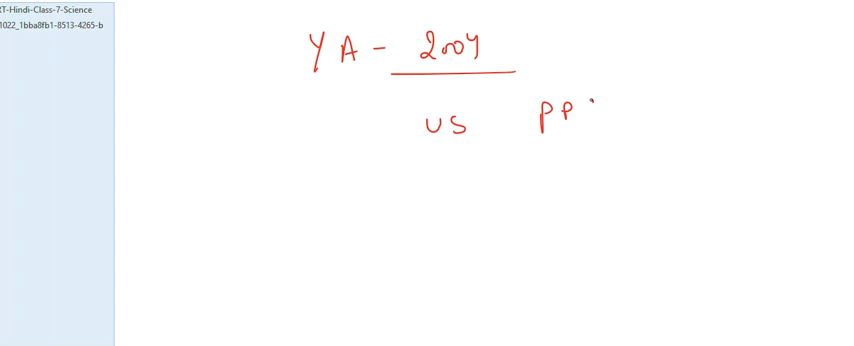 RT-Hindi-Class-7-Science
1022_1bba8fb1-8513-4265-b
YA - 2004
US PP